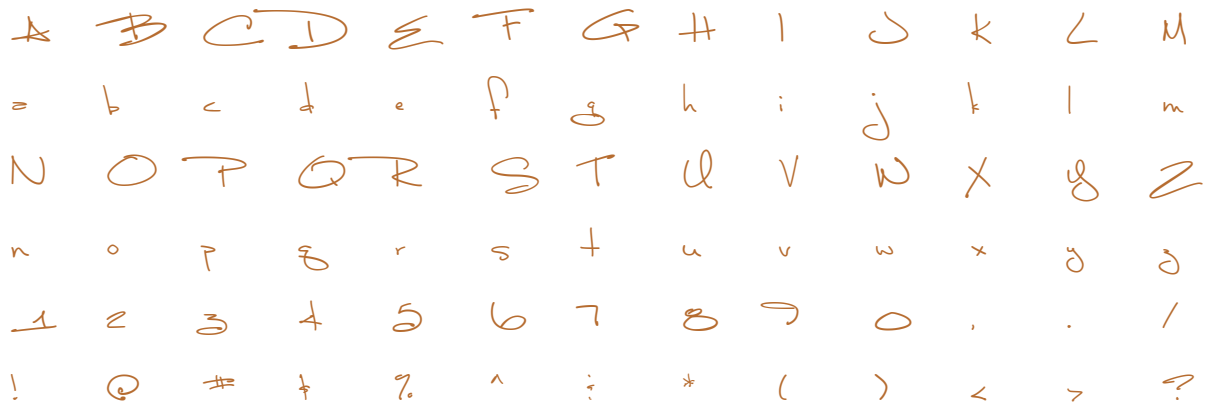 A B C D E F G H I J K L M
a b c d e f g h i j k l m
N O P Q R S T U V W X Y Z
n o p q r s t u v w x y z
1 2 3 4 5 6 7 8 9 0 , . /
! @ # $ % ^ & * ( ) < > ?